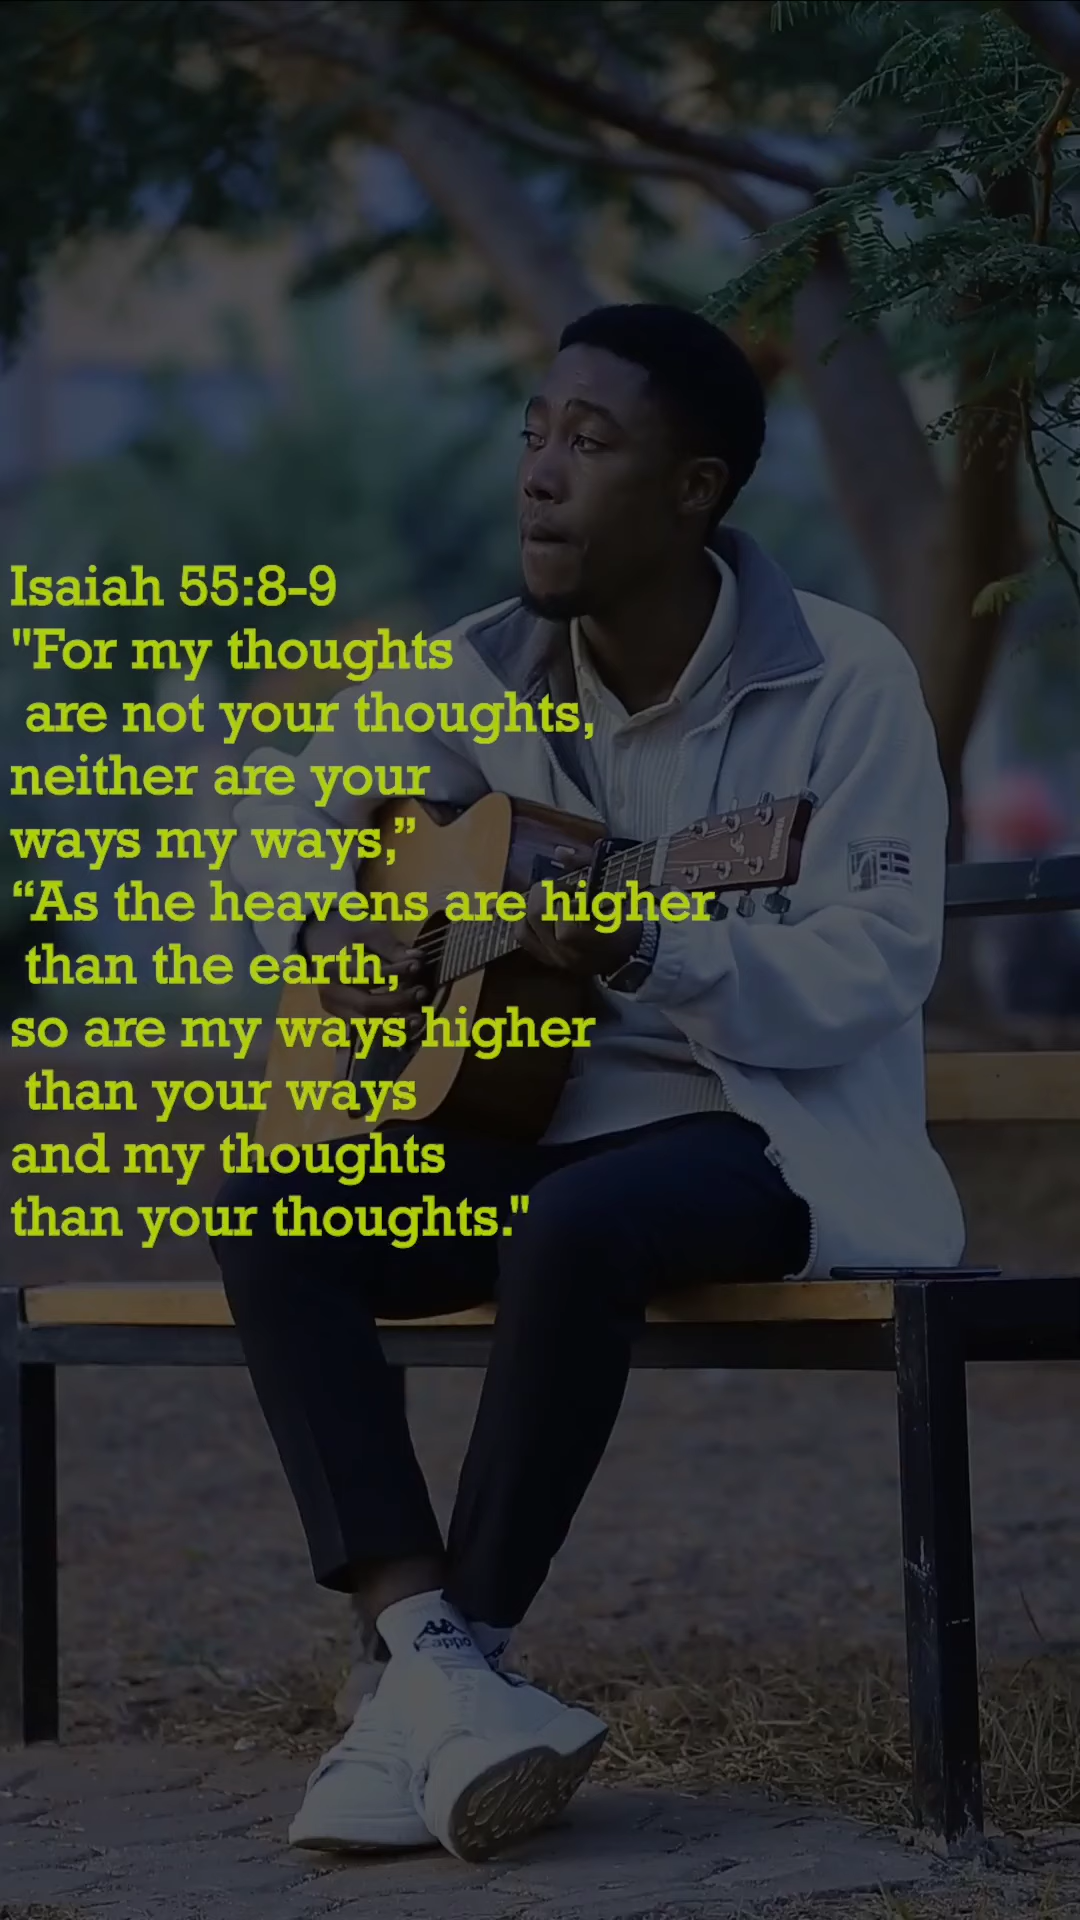 Isaiah 55:8-9
"For my thoughts
are not your thoughts,
neither are your
ways my ways,”
“As the heavens are higher
than the earth,
so are my ways higher
than your ways
and my thoughts
than your thoughts."
YAMAHA
Kappa